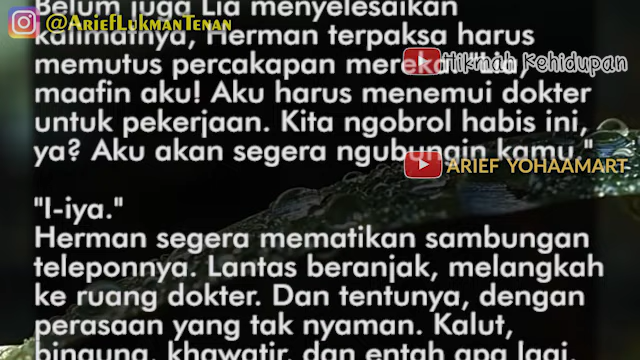 @AriefLukmanTenan
Belum juga Lia menyelesaikan
kalimatnya, Herman terpaksa harus
memutus percakapan mereka. "Lia,
Hikmah Kehidupan
maafin aku! Aku harus menemui dokter
untuk pekerjaan. Kita ngobrol habis ini,
ya? Aku akan segera ngubungin kamu."
ARIEF YOHAAMART
"I-iya."
Herman segera mematikan sambungan
teleponnya. Lantas beranjak, melangkah
ke ruang dokter. Dan tentunya, dengan
perasaan yang tak nyaman. Kalut,
bingung, khawatir, dan entah apa lagi